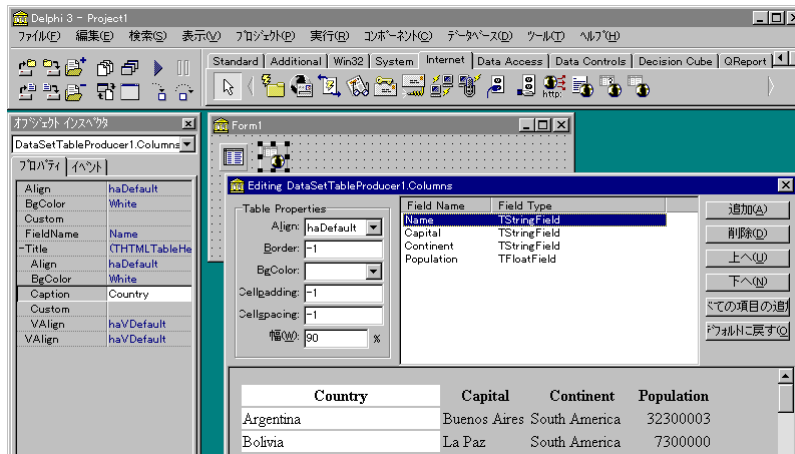 Delphi 3 - Project1
ファイル(F) 編集(E) 検索(S) 表示(V) プロジェクト(P) 実行(R) コンポーネント(C) データベース(D) ツール(T) ヘルプ(H)
Standard Additional Win32 System Internet Data Access Data Controls Decision Cube QReport
http:
オブジェクト インスペクタ
DataSetTableProducer1.Columns
プロパティ イベント
Align haDefault
BgColor White
Custom
FieldName Name
-Title (THTMLTableHe
Align haDefault
BgColor White
Caption Country
Custom
VAlign haVDefault
VAlign haVDefault
Form1
Editing DataSetTableProducer1.Columns
Table Properties
Align: haDefault
Border: -1
BgColor:
Cellpadding: -1
Cellspacing: -1
幅(W): 90 %
Field Name Field Type
Name TStringField
Capital TStringField
Continent TStringField
Population TFloatField
追加(A)
削除(D)
上へ(U)
下へ(N)
ての項目の追
フォルトに戻す(O
Country Capital Continent Population
Argentina Buenos Aires South America 32300003
Bolivia La Paz South America 7300000